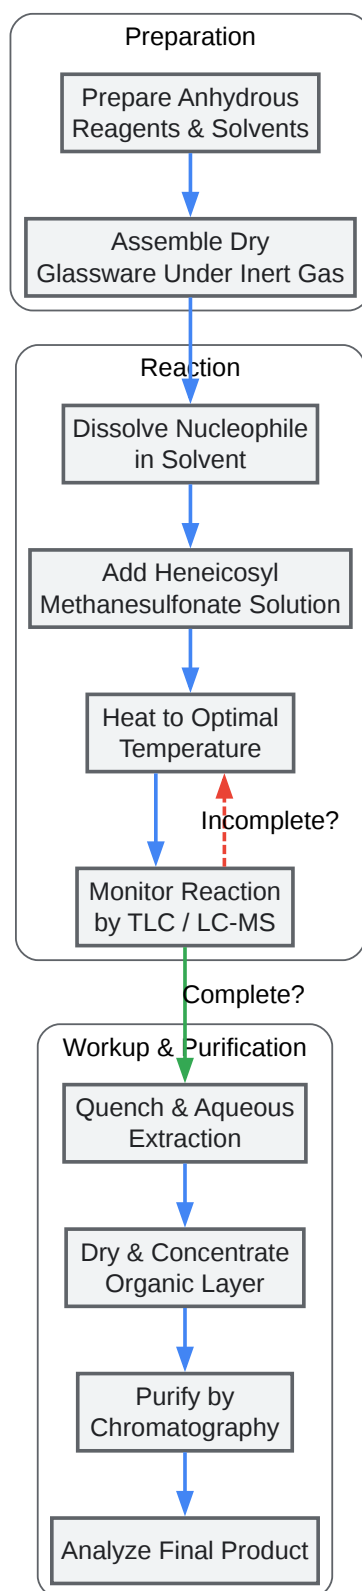 Preparation
Prepare Anhydrous
Reagents & Solvents
Assemble Dry
Glassware Under Inert Gas
Reaction
Dissolve Nucleophile
in Solvent
Add Heneicosyl
Methanesulfonate Solution
Heat to Optimal
Temperature
Incomplete?
Monitor Reaction
by TLC / LC-MS
Complete?
Workup & Purification
Quench & Aqueous
Extraction
Dry & Concentrate
Organic Layer
Purify by
Chromatography
Analyze Final Product